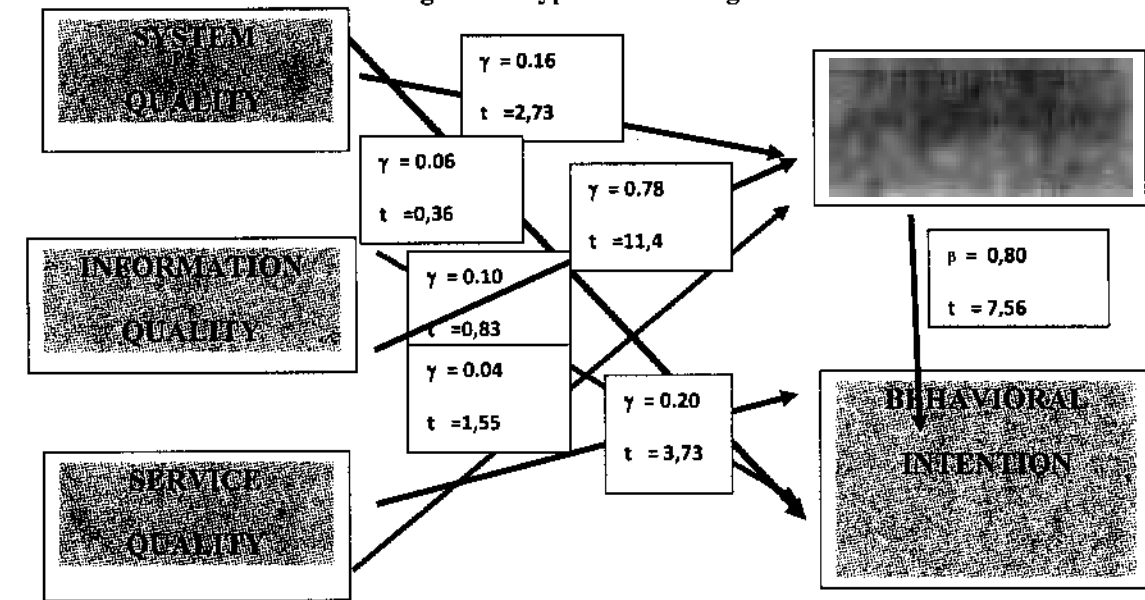 SYSTEM
QUALITY
γ = 0.16
t =2,73
γ = 0.06
t =0,36
γ = 0.78
t =11,4
INFORMATION
QUALITY
γ = 0.10
t =0,83
γ = 0.04
t =1,55
β = 0,80
t = 7,56
γ = 0.20
t = 3,73
BEHAVIORAL
INTENTION
SERVICE
QUALITY